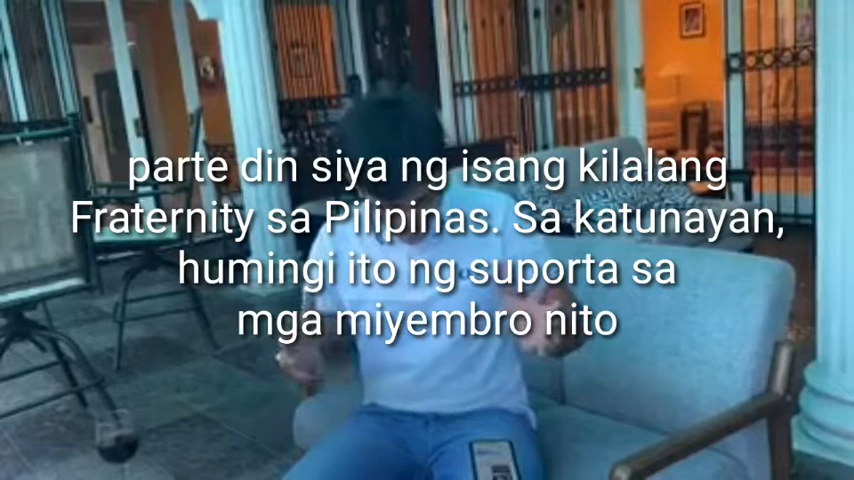 parte din siya ng isang kilalang
Fraternity sa Pilipinas. Sa katunayan,
humingi ito ng suporta sa
mga miyembro nito